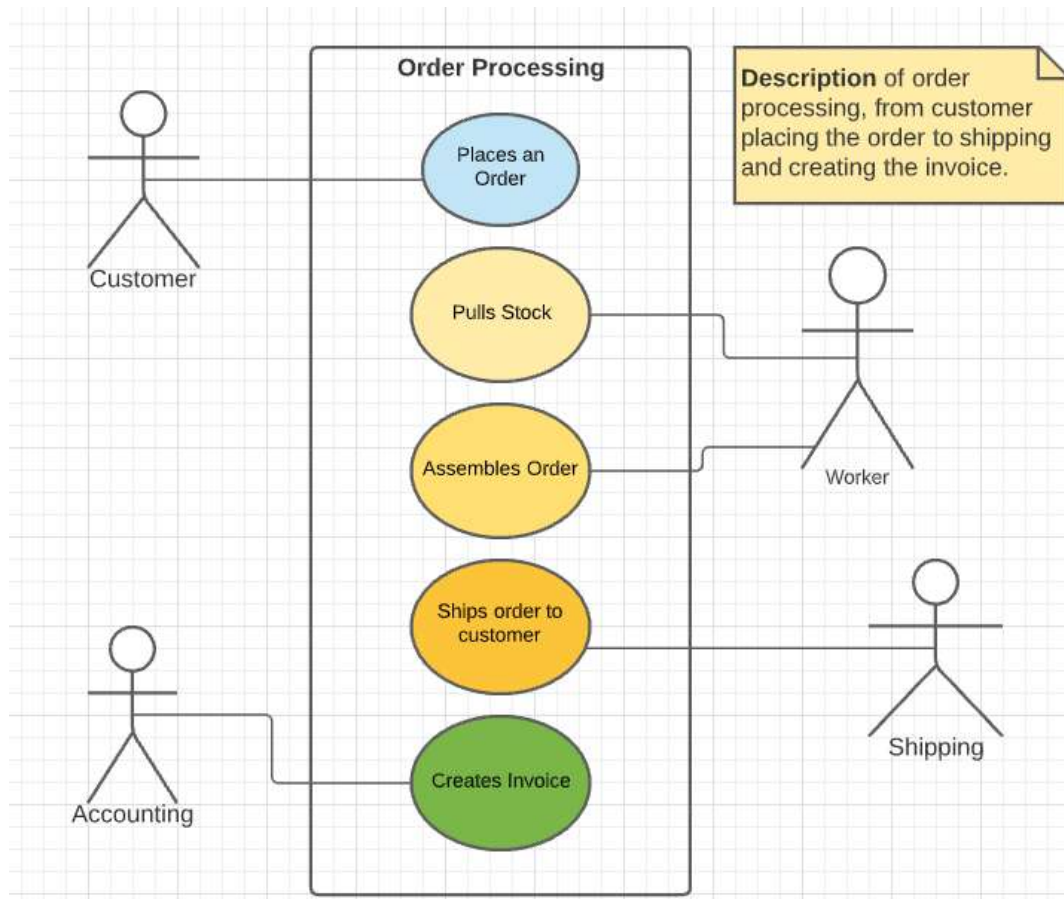 Order Processing
Description of order
processing, from customer
placing the order to shipping
and creating the invoice.
Places an
Order
Customer
Pulls Stock
Assembles Order
Worker
Ships order to
customer
Shipping
Creates Invoice
Accounting